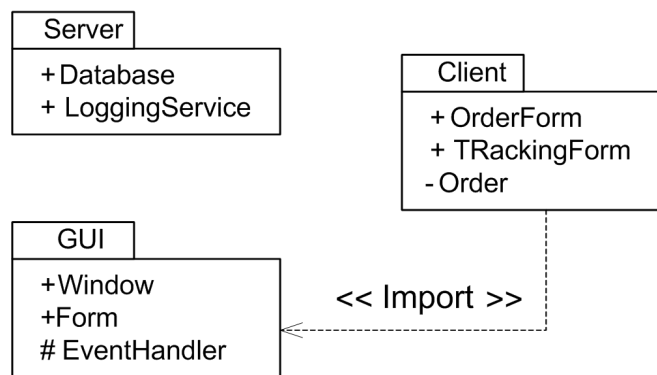 Server
+Database
+ LoggingService
Client
+ OrderForm
+ TRackingForm
- Order
GUI
+Window
+Form
# EventHandler
<< Import >>